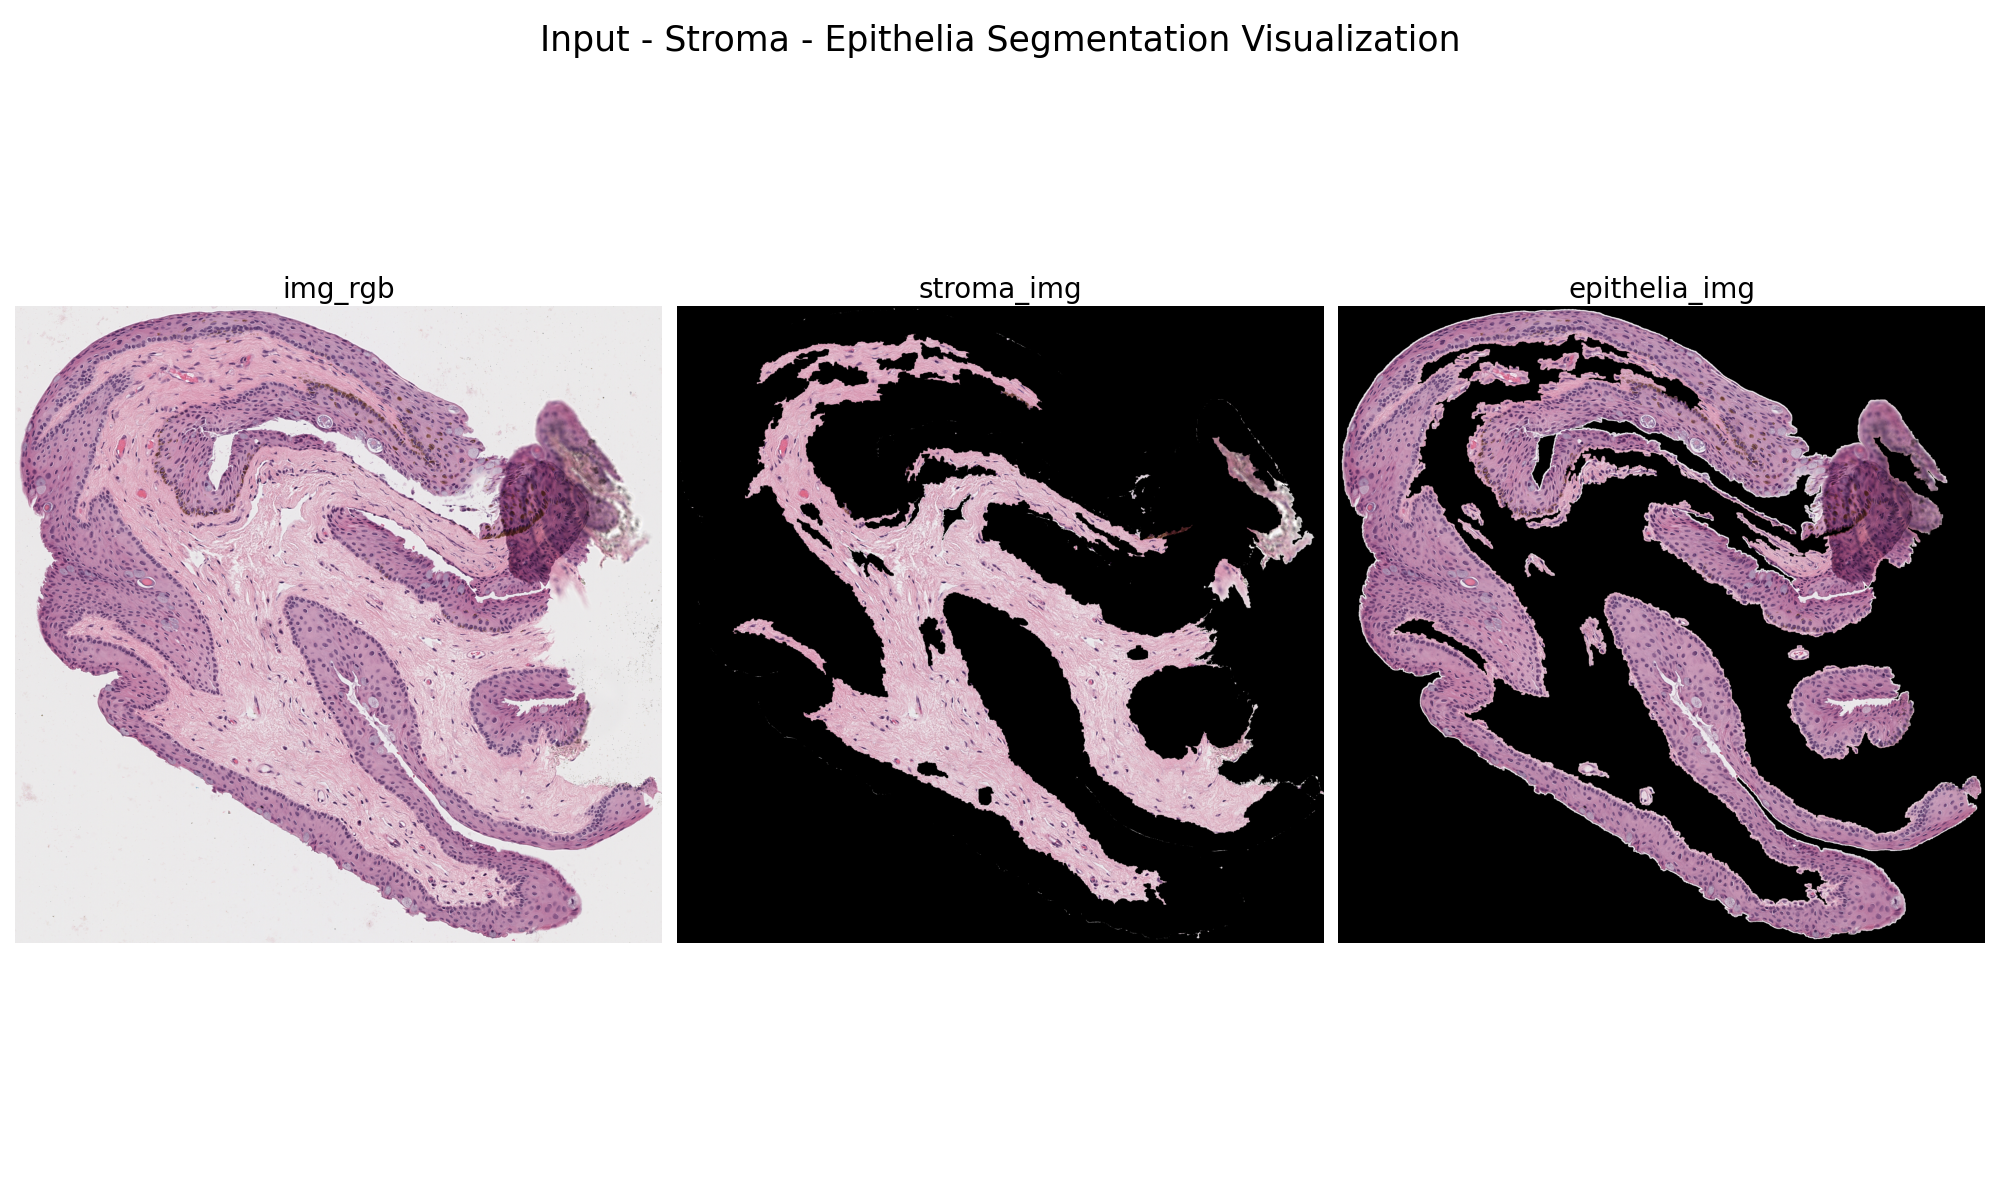 Input - Stroma - Epithelia Segmentation Visualization
img_rgb
stroma_img
epithelia_img